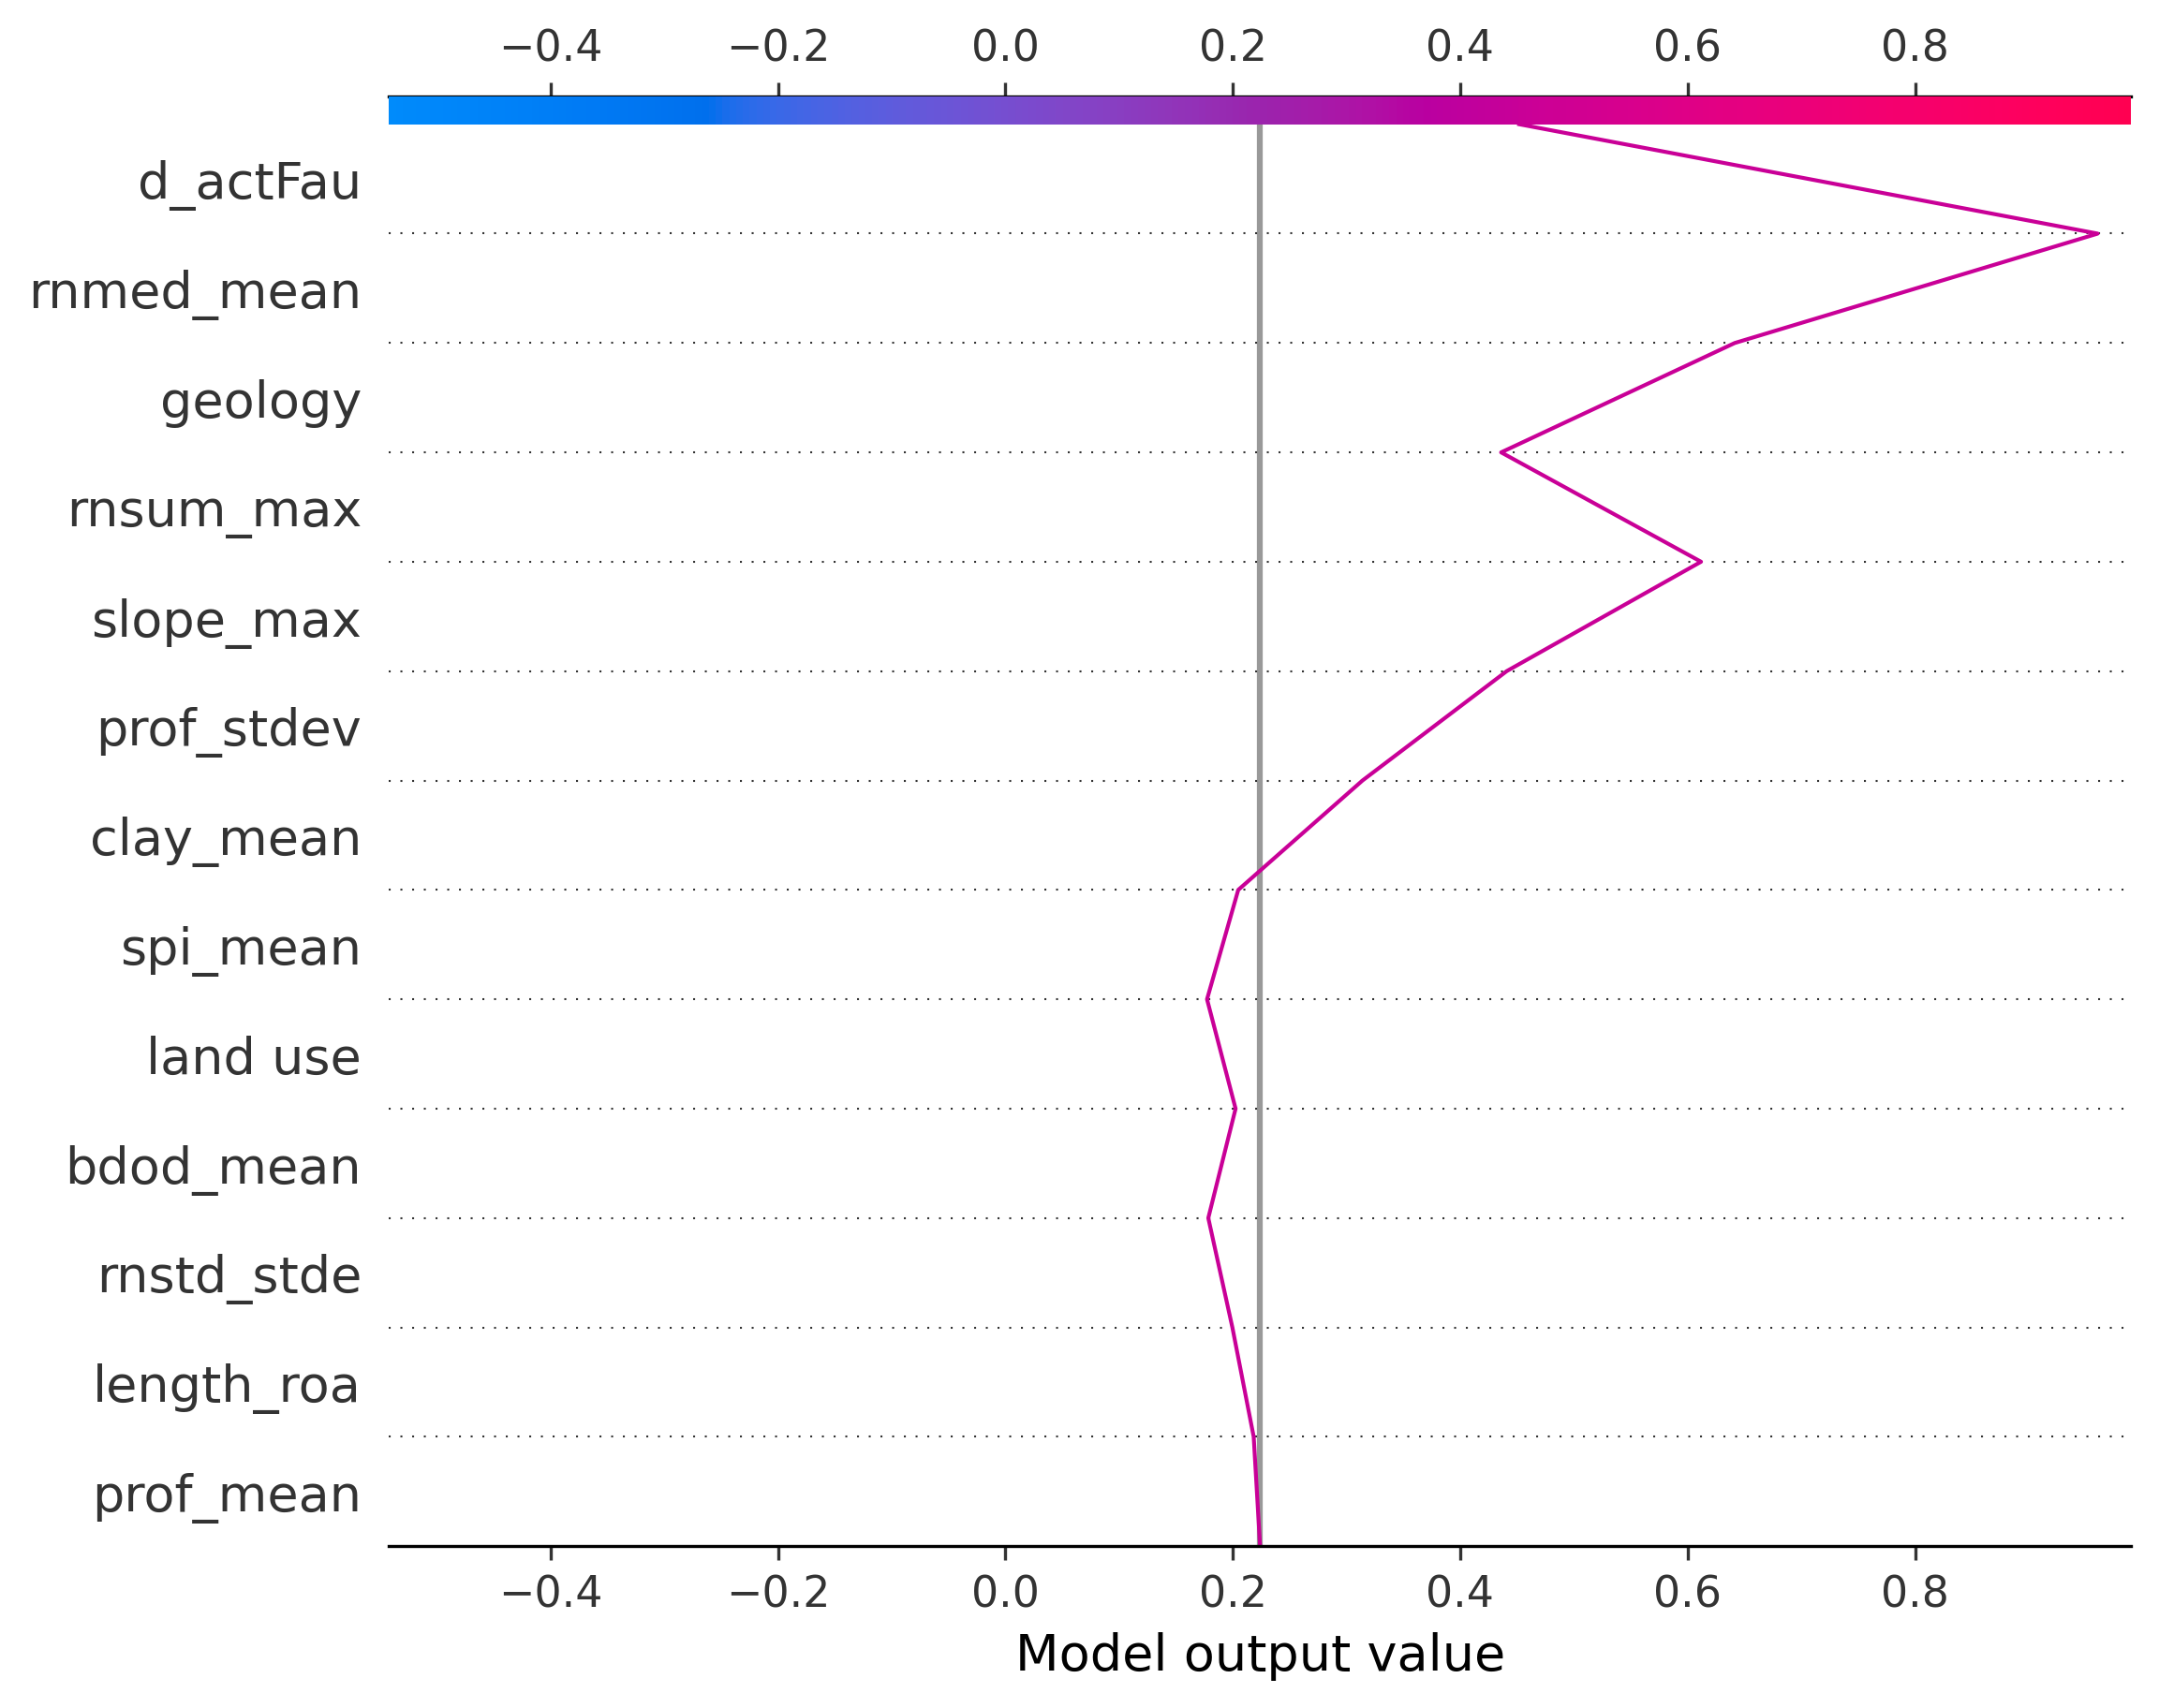 −0.4 −0.2 0.0 0.2 0.4 0.6 0.8
d_actFau
rnmed_mean
geology
rnsum_max
slope_max
prof_stdev
clay_mean
spi_mean
land use
bdod_mean
rnstd_stde
length_roa
prof_mean
−0.4 −0.2 0.0 0.2 0.4 0.6 0.8
Model output value